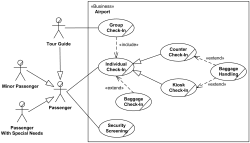 «Business»
Airport
Group
Check-In
Tour Guide
«include»
Individual
Check-In
Counter
Check-In
«extend»
Baggage
Handling
Minor Passenger
Passenger
Kiosk
Check-In
«extend»
«extend»
Baggage
Check-In
Passenger
With Special Needs
Security
Screening